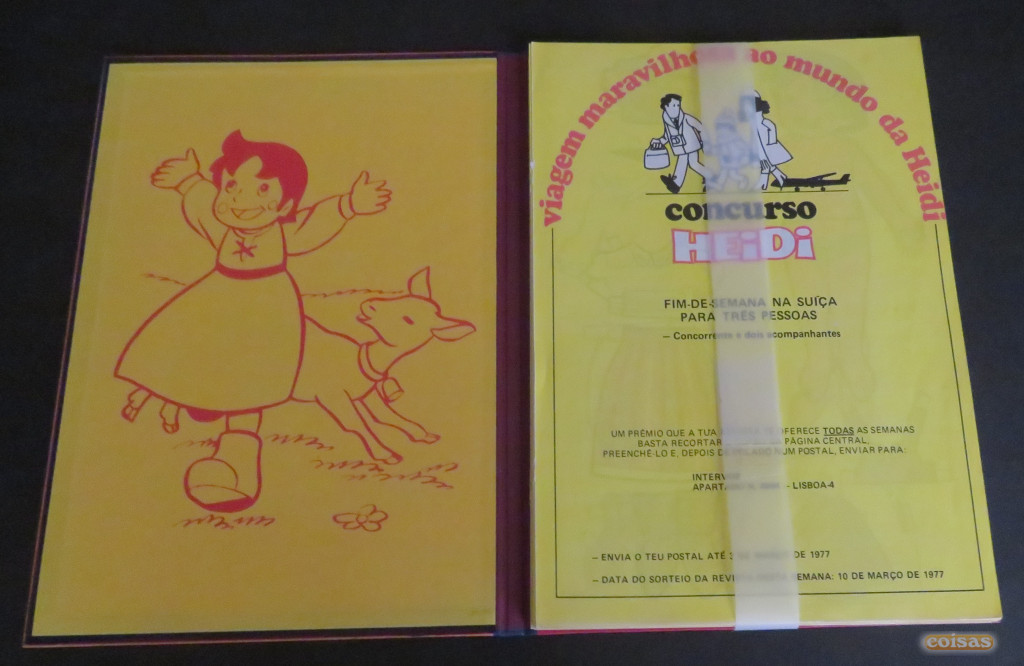 viagem maravilhosa ao mundo da Heidi
concurso
HEiDi
FIM-DE-SEMANA NA SUÍÇA
PARA TRÊS PESSOAS
— Concorrente e dois acompanhantes
UM PRÉMIO QUE A TUA OFERECE TODAS AS SEMANAS
BASTA RECORTAR PÁGINA CENTRAL,
PREENCHÊ-LO E, DEPOIS DE COLADO NUM POSTAL, ENVIAR PARA:
APARTADO - LISBOA-4
— ENVIA O TEU POSTAL ATÉ DE 1977
— DATA DO SORTEIO DA REVISTA SEMANA: 10 DE MARÇO DE 1977
coisas